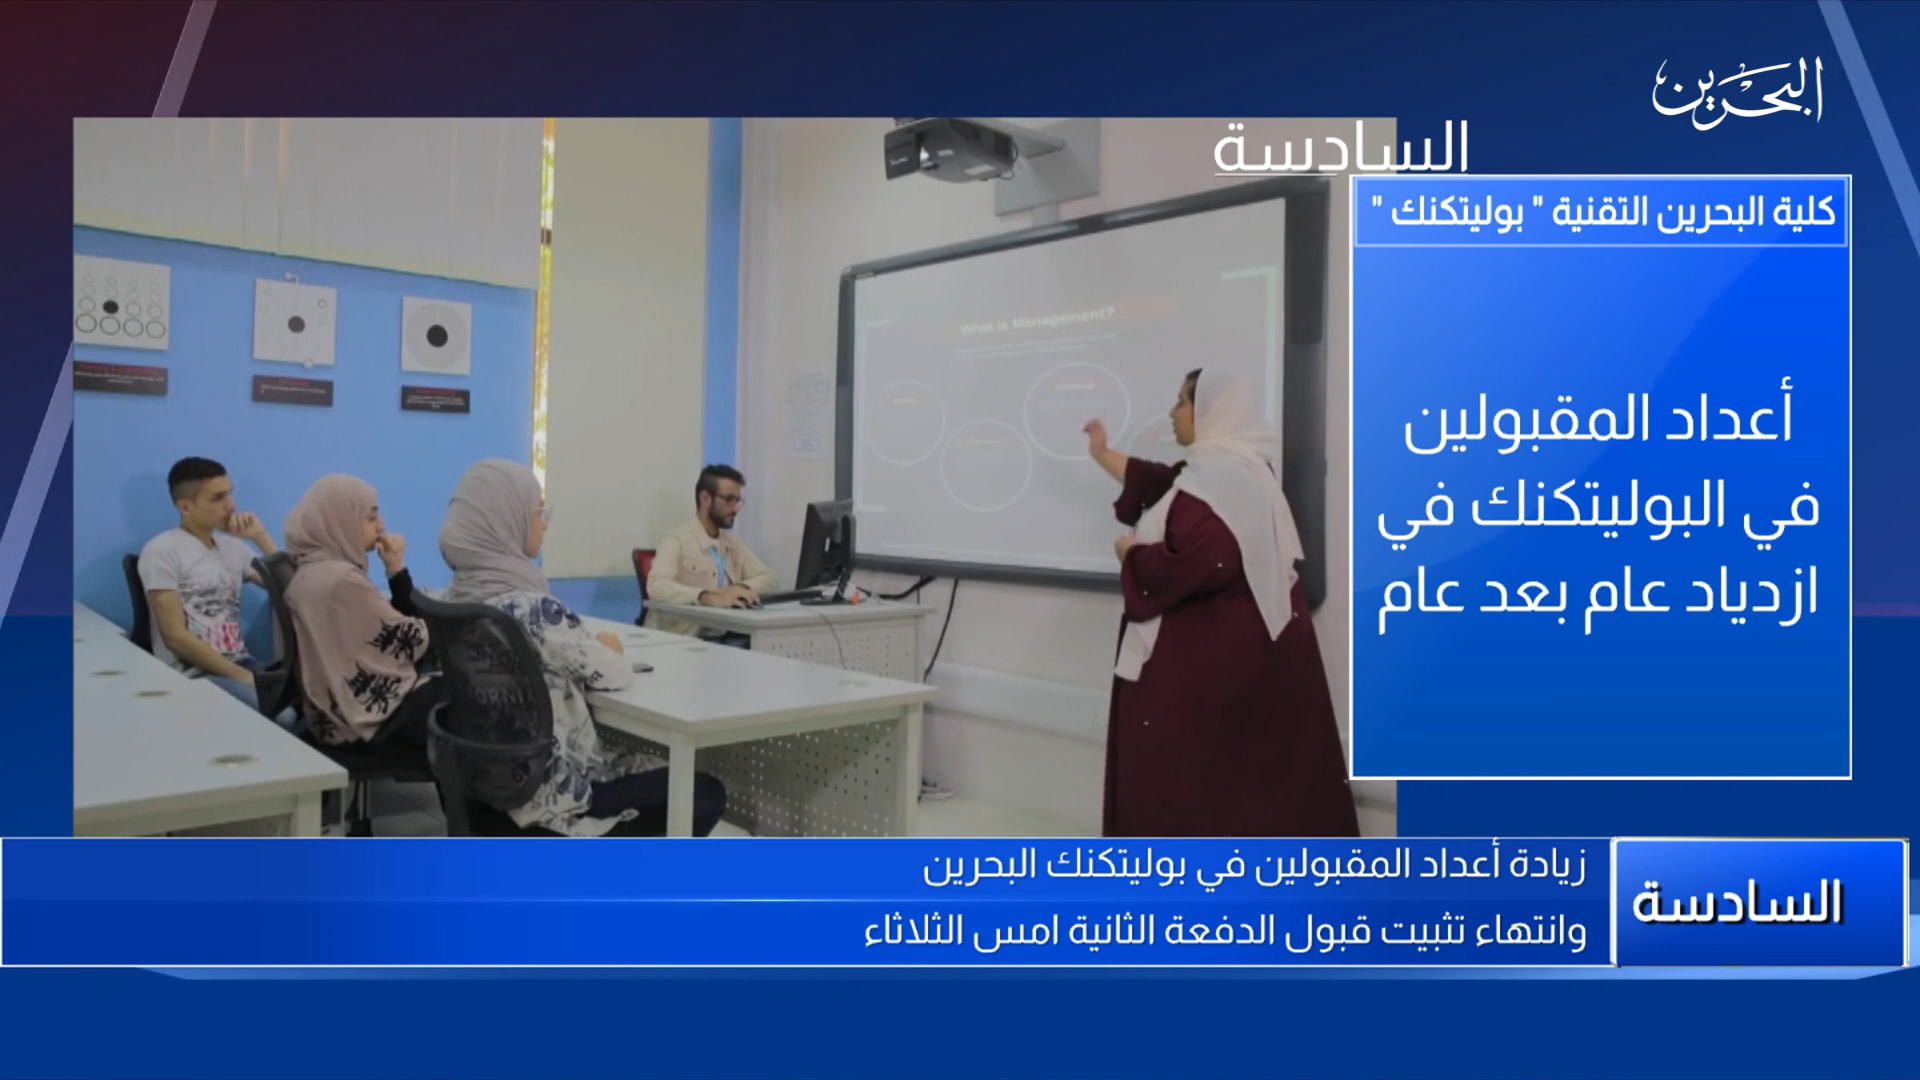 البحرين
السادسة
كلية البحرين التقنية " بوليتكنك "
أعداد المقبولين
في البوليتكنك في
ازدياد عام بعد عام
What is Management?
زيادة أعداد المقبولين في بوليتكنك البحرين
وانتهاء تثبيت قبول الدفعة الثانية امس الثلاثاء
السادسة